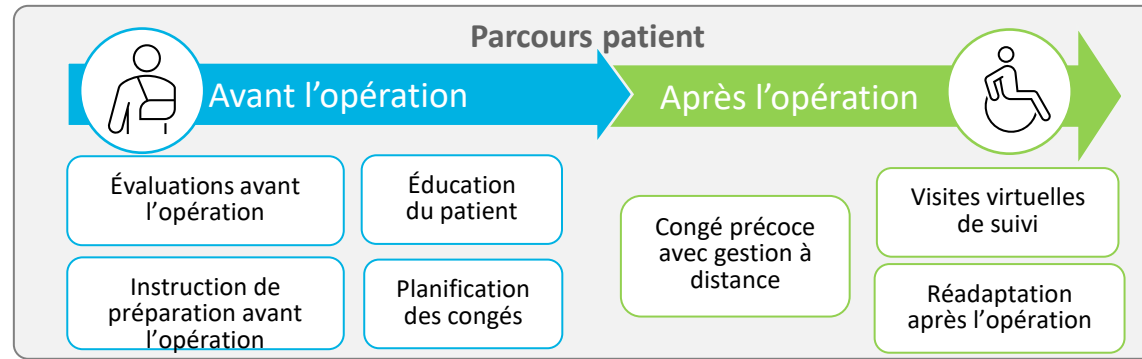 Parcours patient
Avant l'opération
Après l'opération
Évaluations avant
l'opération
Éducation
du patient
Instruction de
préparation avant
l'opération
Planification
des congés
Congé précoce
avec gestion à
distance
Visites virtuelles
de suivi
Réadaptation
après l'opération